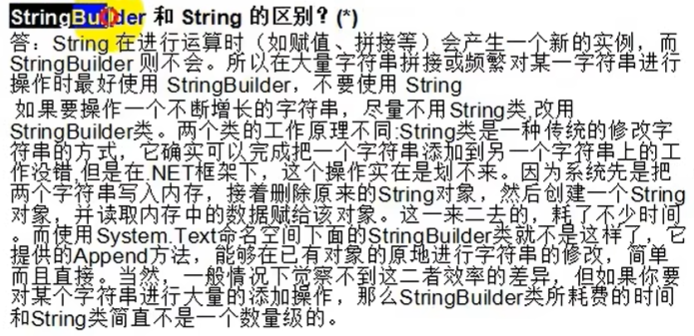 StringBuilder 和 String 的区别？(*)
答：String 在进行运算时（如赋值、拼接等）会产生一个新的实例，而
StringBuilder 则不会。所以在大量字符串拼接或频繁对某一字符串进行
操作时最好使用 StringBuilder，不要使用 String
如果要操作一个不断增长的字符串，尽量不用String类,改用
StringBuilder类。两个类的工作原理不同:String类是一种传统的修改字
符串的方式，它确实可以完成把一个字符串添加到另一个字符串上的工
作没错,但是在.NET框架下，这个操作实在是划不来。因为系统先是把
两个字符串写入内存，接着删除原来的String对象，然后创建一个String
对象，并读取内存中的数据赋给该对象。这一来二去的，耗了不少时间
。而使用System.Text命名空间下面的StringBuilder类就不是这样了，它
提供的Append方法，能够在已有对象的原地进行字符串的修改，简单
而且直接。当然，一般情况下觉察不到这二者效率的差异，但如果你要
对某个字符串进行大量的添加操作，那么StringBuilder类所耗费的时间
和String类简直不是一个数量级的。